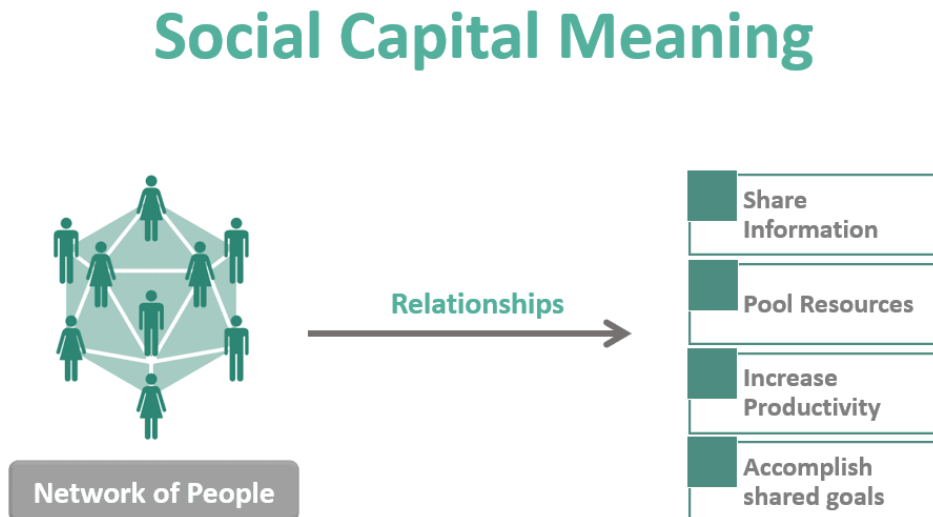 Social Capital Meaning
Relationships
Network of People
Share
Information
Pool Resources
Increase
Productivity
Accomplish
shared goals